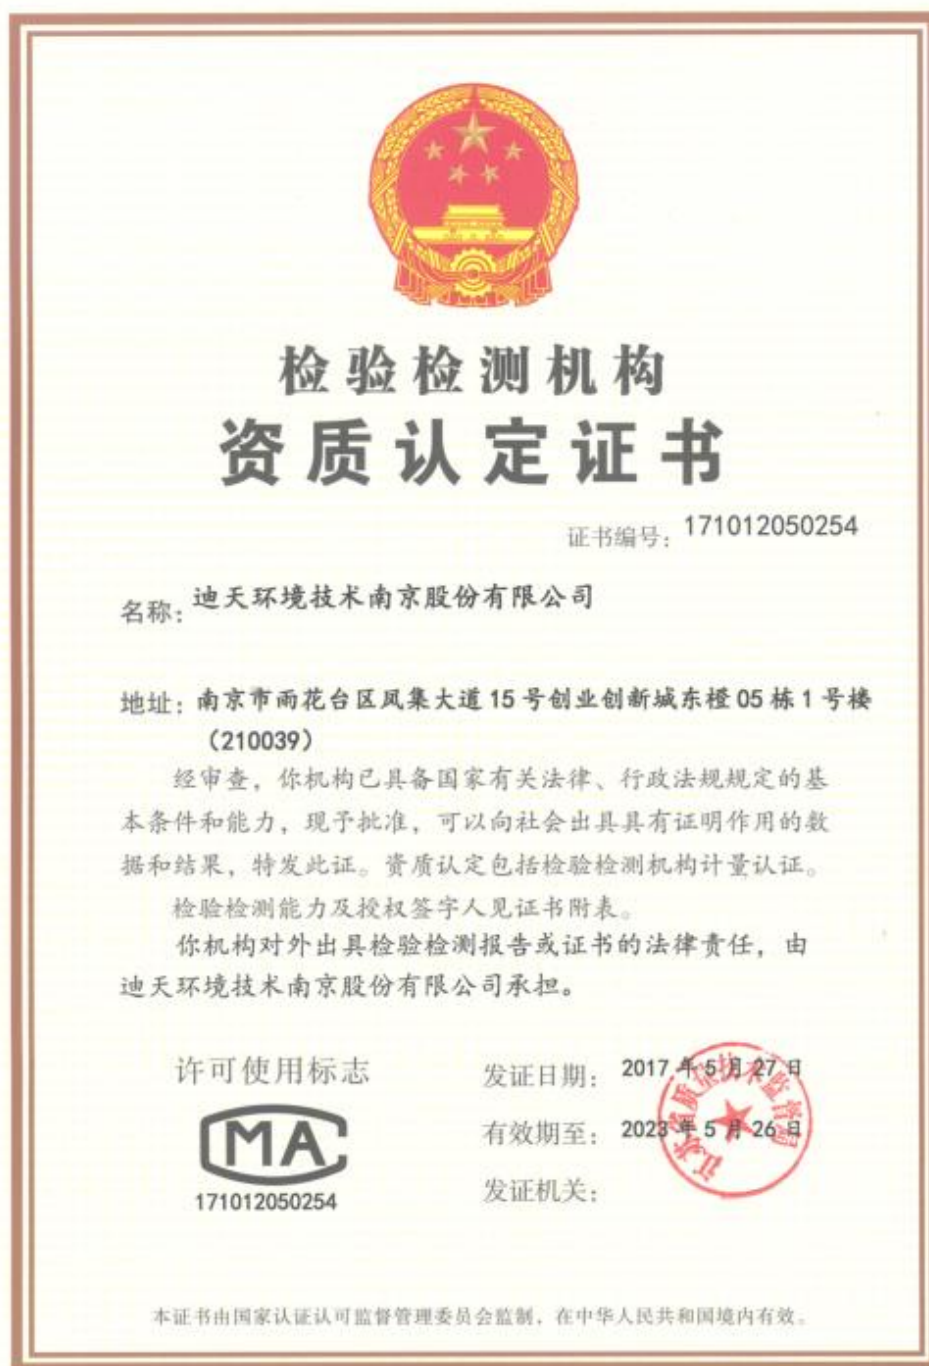 检验检测机构
资质认定证书
证书编号：171012050254
名称：迪天环境技术南京股份有限公司
地址：南京市雨花台区凤集大道15号创业创新城东橙05栋1号楼
（210039）
经审查，你机构已具备国家有关法律、行政法规规定的基
本条件和能力，现予批准，可以向社会出具具有证明作用的数
据和结果，特发此证。资质认定包括检验检测机构计量认证。
检验检测能力及授权签字人见证书附表。
你机构对外出具检验检测报告或证书的法律责任，由
迪天环境技术南京股份有限公司承担。
许可使用标志
MA
171012050254
发证日期：2017年5月27日
有效期至：2023年5月26日
发证机关：
江苏省质量技术监督局
本证书由国家认证认可监督管理委员会监制，在中华人民共和国境内有效。